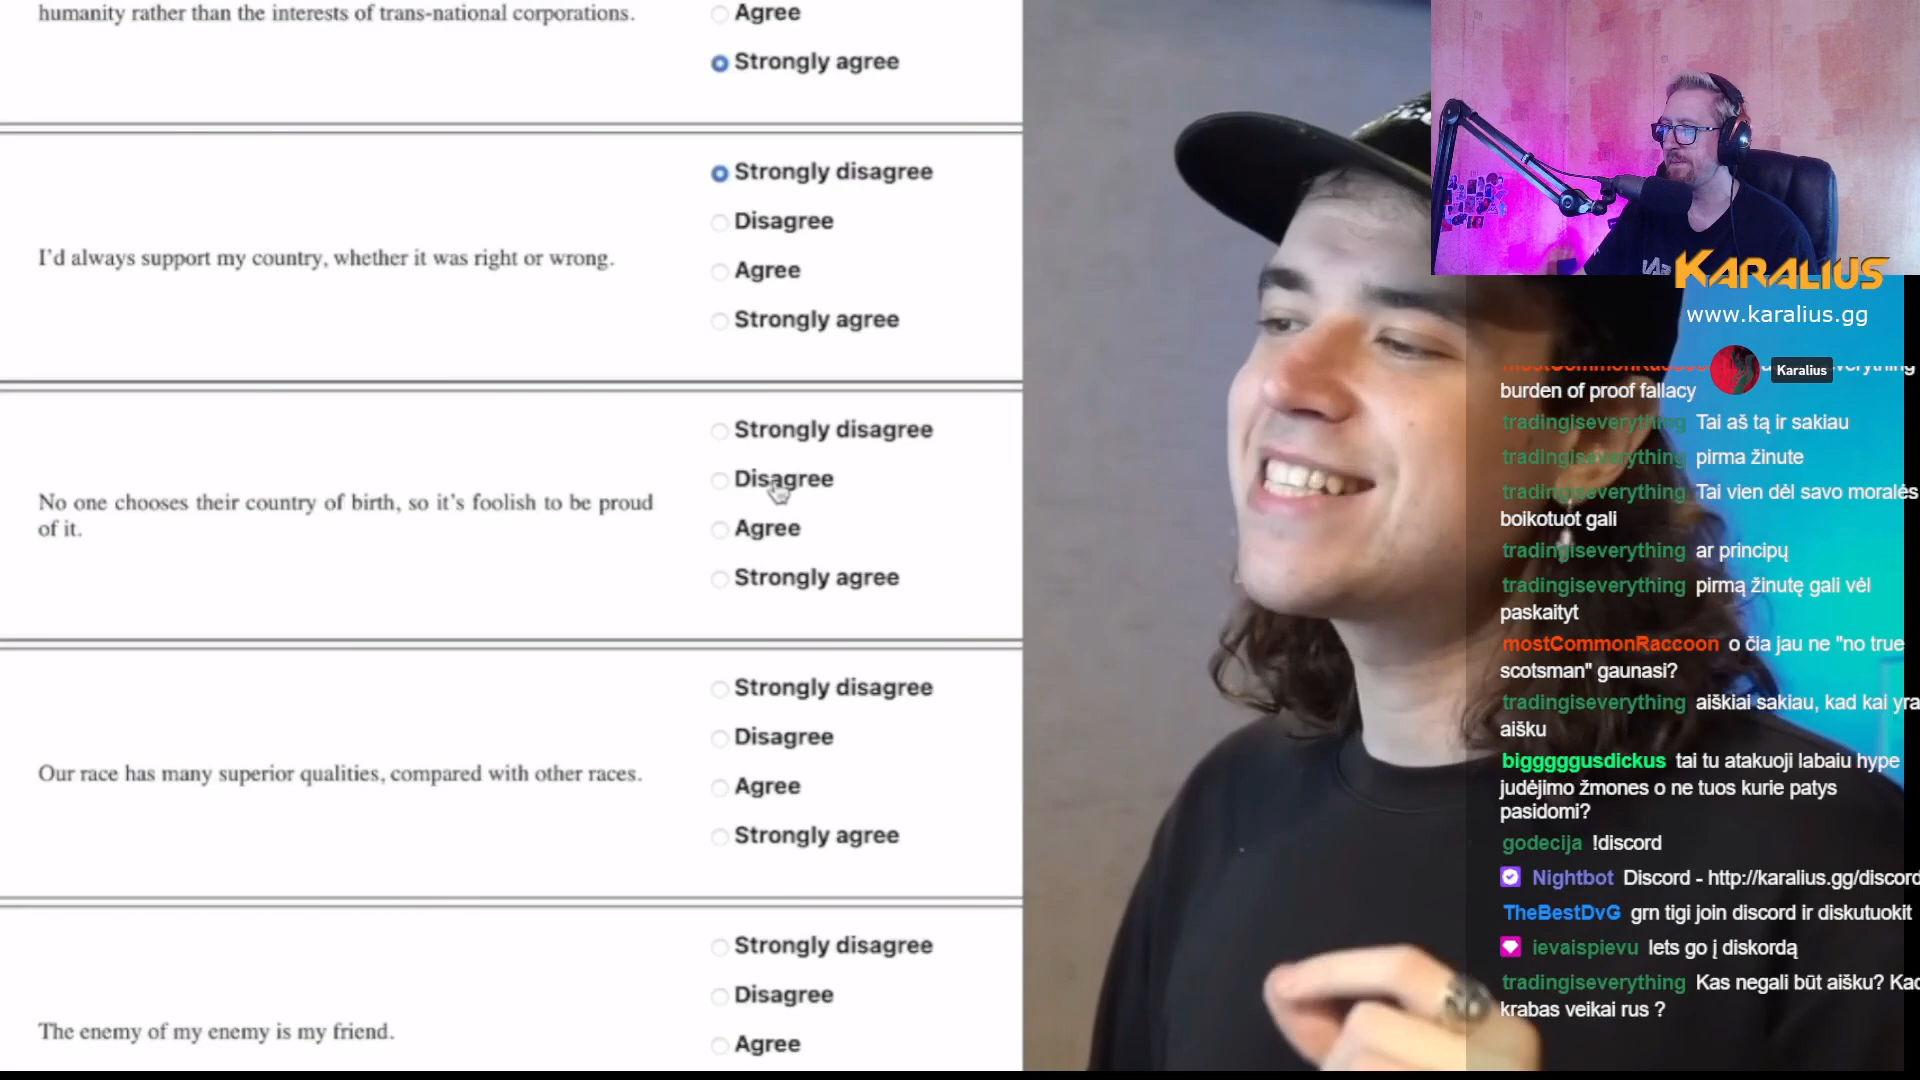 humanity rather than the interests of trans-national corporations.
Agree
Strongly agree
I'd always support my country, whether it was right or wrong.
Strongly disagree
Disagree
Agree
Strongly agree
No one chooses their country of birth, so it's foolish to be proud
of it.
Strongly disagree
Disagree
Agree
Strongly agree
Our race has many superior qualities, compared with other races.
Strongly disagree
Disagree
Agree
Strongly agree
The enemy of my enemy is my friend.
Strongly disagree
Disagree
Agree
KARALIUS
www.karalius.gg
Karalius
burden of proof fallacy
tradingiseverything Tai aš tą ir sakiau
tradingiseverything pirma žinute
tradingiseverything Tai vien dėl savo moralės
boikotuot gali
tradingiseverything ar principų
tradingiseverything pirmą žinutę gali vėl
paskaityt
mostCommonRaccoon o čia jau ne "no true
scotsman" gaunasi?
tradingiseverything aiškiai sakiau, kad kai yra
aišku
bigggggusdickus tai tu atakuoji labaiu hype
judėjimo žmones o ne tuos kurie patys
pasidomi?
godecija !discord
Nightbot Discord - http://karalius.gg/discord
TheBestDvG grn tigi join discord ir diskutuokit
ievaispievu lets go į diskordą
tradingiseverything Kas negali būt aišku? Kad
krabas veikai rus ?